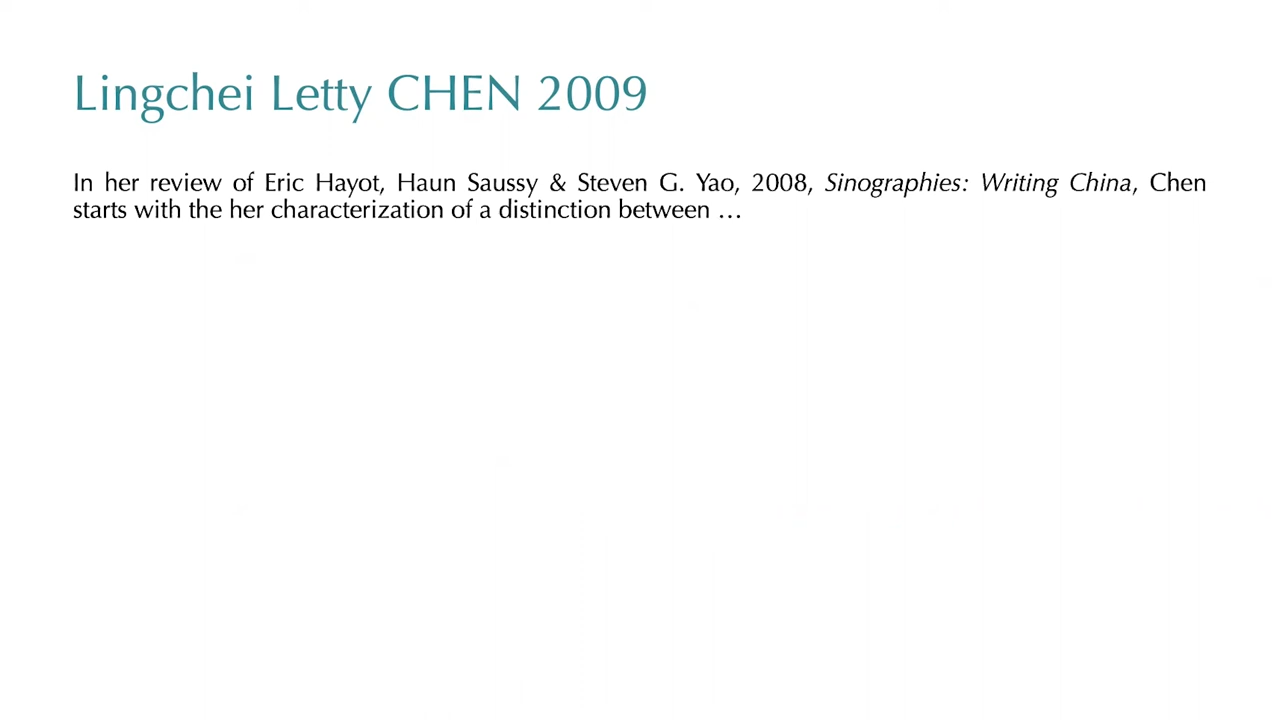 Lingchei Letty CHEN 2009
In her review of Eric Hayot, Haun Saussy & Steven G. Yao, 2008, Sinographies: Writing China, Chen
starts with the her characterization of a distinction between …